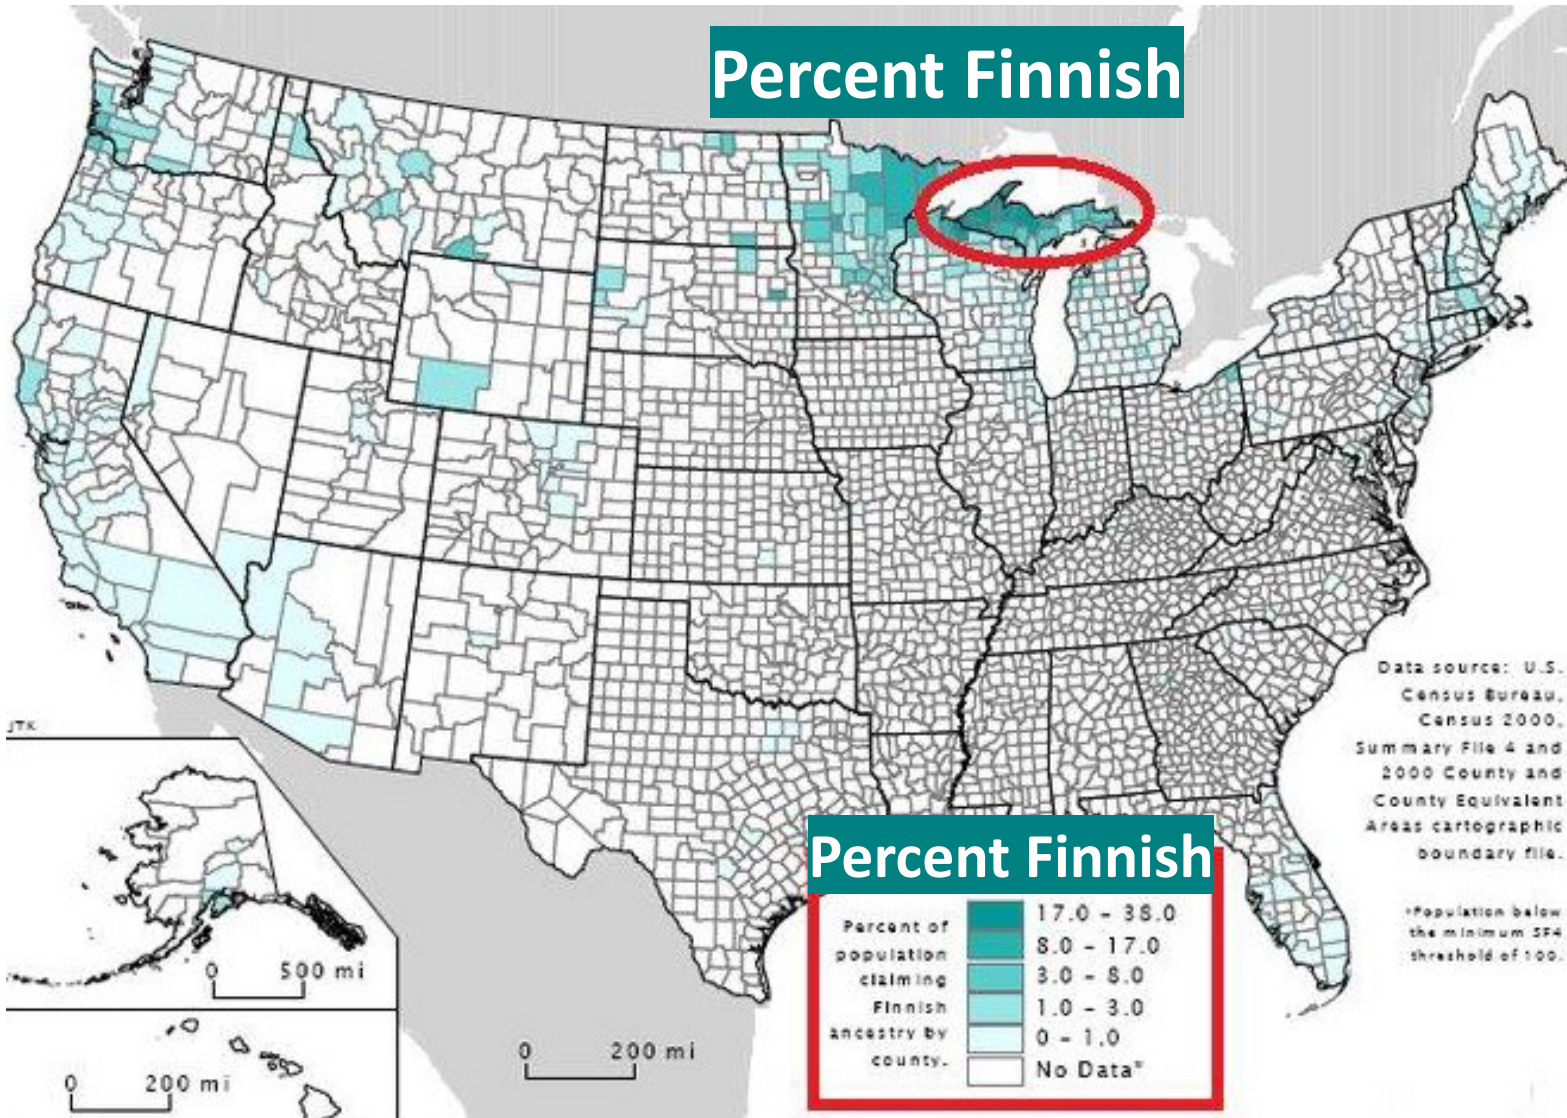 Percent Finnish
Data source: U.S.
Census Bureau,
Census 2000,
Summary File 4 and
2000 County and
County Equivalent
Areas cartographic
boundary file.
*Population below
the minimum SF4
threshold of 100.
JTK
0 500 mi
0 200 mi
0 200 mi
Percent Finnish
Percent of
population
claiming
Finnish
ancestry by
county.
17.0 – 38.0
8.0 – 17.0
3.0 – 8.0
1.0 – 3.0
0 – 1.0
No Data*